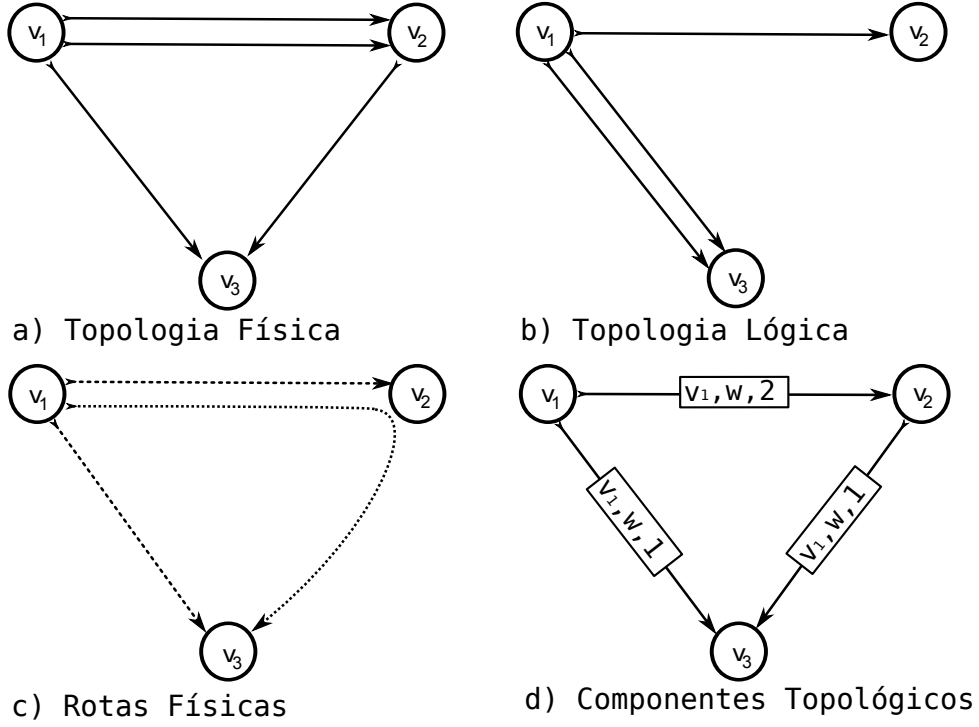 v1
v2
v3
a) Topologia Física
v1
v2
v3
b) Topologia Lógica
v1
v2
v3
c) Rotas Físicas
v1
v1,w,2
v2
v1,w,1
v1,w,1
v3
d) Componentes Topológicos